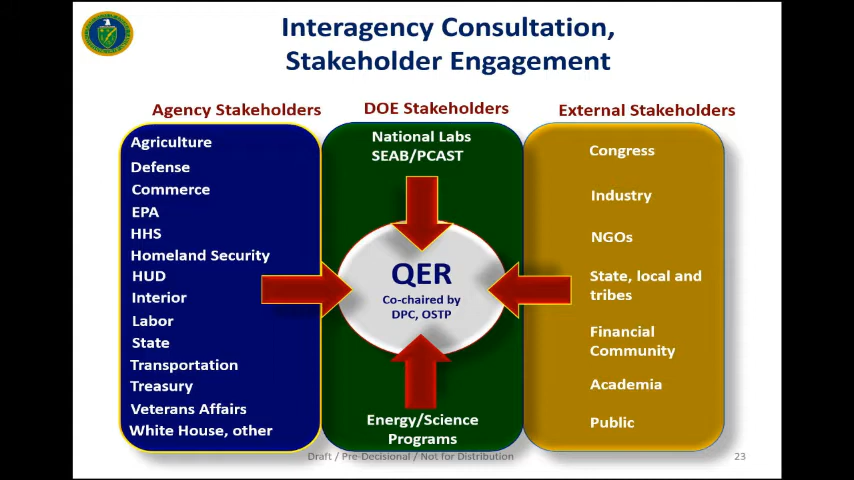 Interagency Consultation,
Stakeholder Engagement
Agency Stakeholders
Agriculture
Defense
Commerce
EPA
HHS
Homeland Security
HUD
Interior
Labor
State
Transportation
Treasury
Veterans Affairs
White House, other
DOE Stakeholders
National Labs
SEAB/PCAST
QER
Co-chaired by
DPC, OSTP
Energy/Science
Programs
External Stakeholders
Congress
Industry
NGOs
State, local and
tribes
Financial
Community
Academia
Public
Draft / Pre-Decisional / Not for Distribution
23